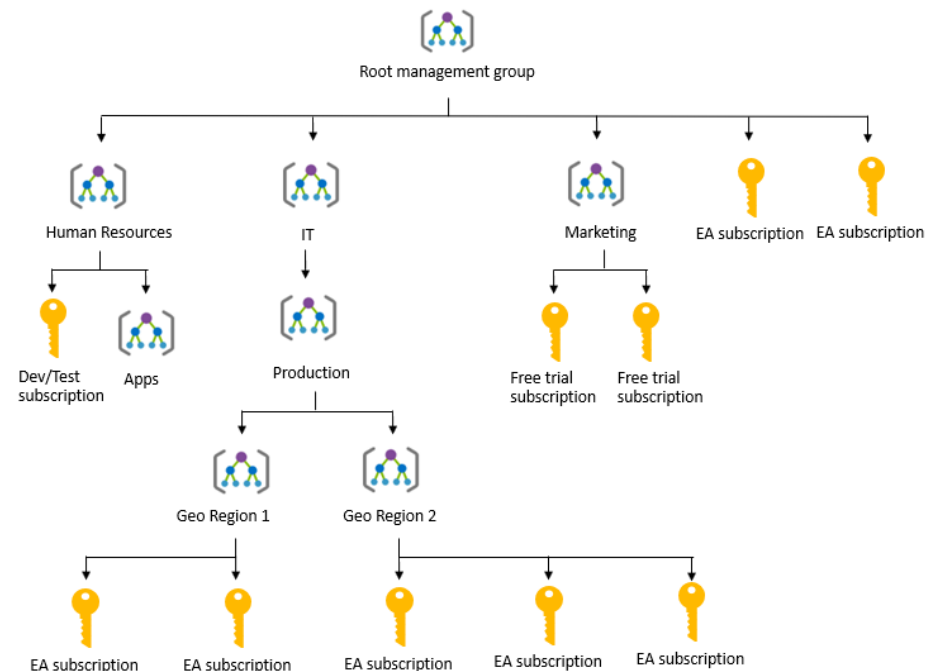 Root management group
Human Resources
IT
Marketing
EA subscription
EA subscription
Dev/Test
subscription
Apps
Production
Free trial
subscription
Free trial
subscription
Geo Region 1
Geo Region 2
EA subscription
EA subscription
EA subscription
EA subscription
EA subscription